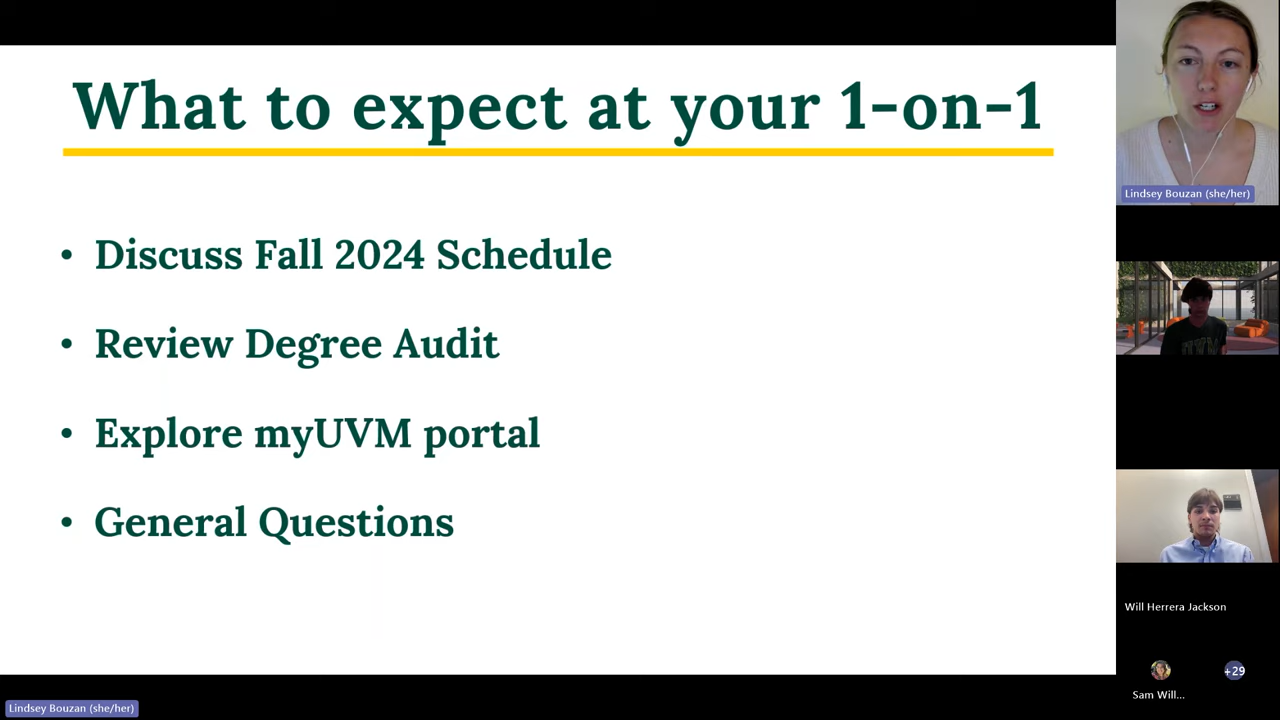 What to expect at your 1-on-1
• Discuss Fall 2024 Schedule
• Review Degree Audit
• Explore myUVM portal
• General Questions
Lindsey Bouzan (she/her)
Will Herrera Jackson
+29
Sam Will...
Lindsey Bouzan (she/her)